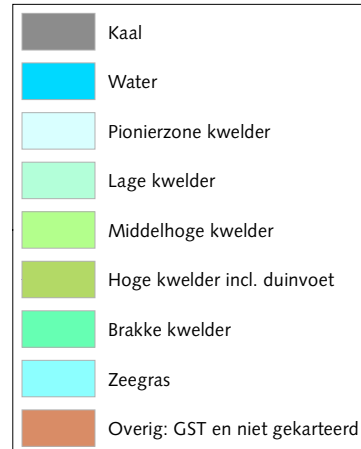 Kaal
Water
Pionierzone kwelder
Lage kwelder
Middelhoge kwelder
Hoge kwelder incl. duinvoet
Brakke kwelder
Zeegras
Overig: GST en niet gekarteerd